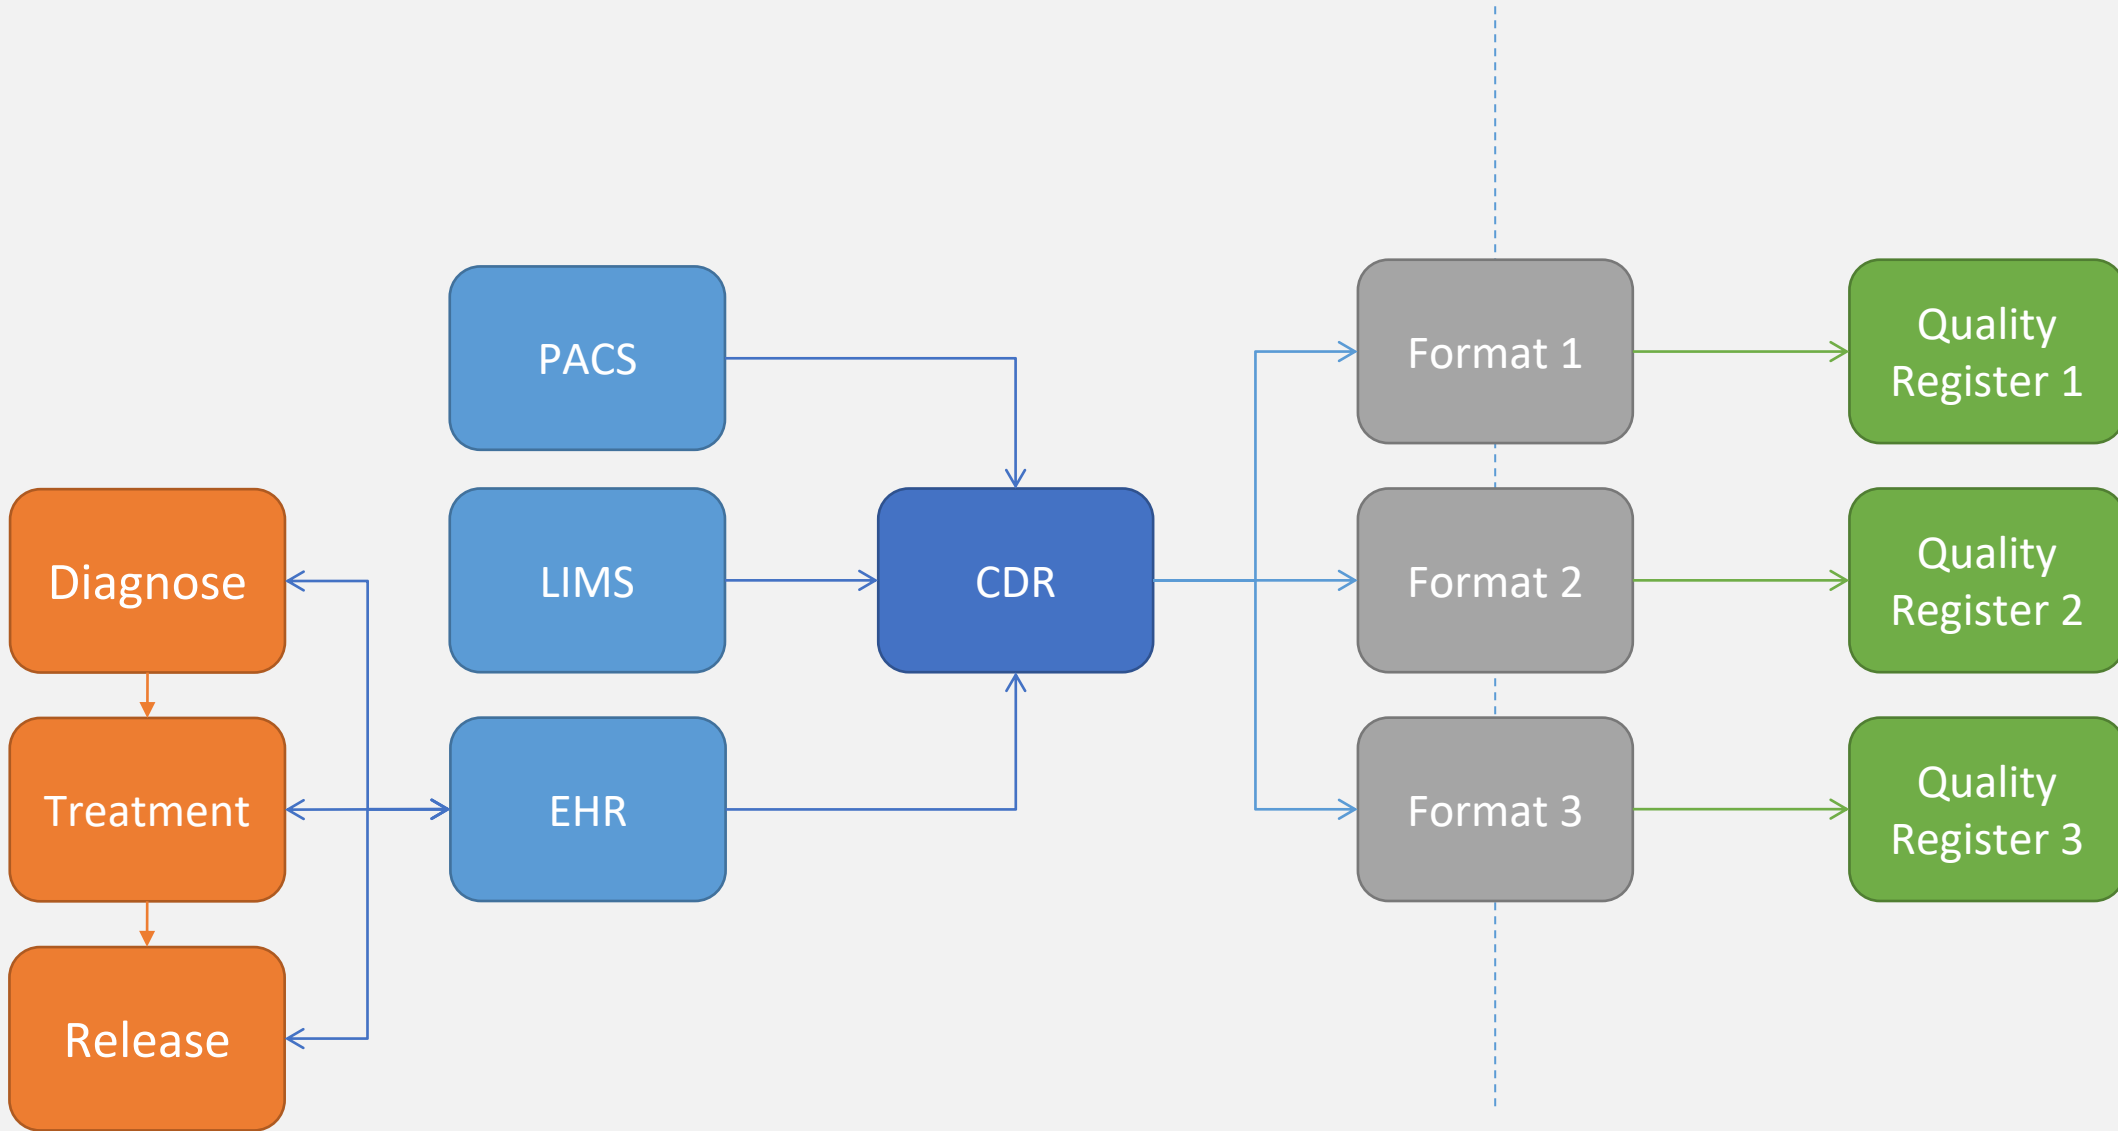 PACS
Format 1
Quality
Register 1
Diagnose
LIMS
CDR
Format 2
Quality
Register 2
Treatment
EHR
Format 3
Quality
Register 3
Release